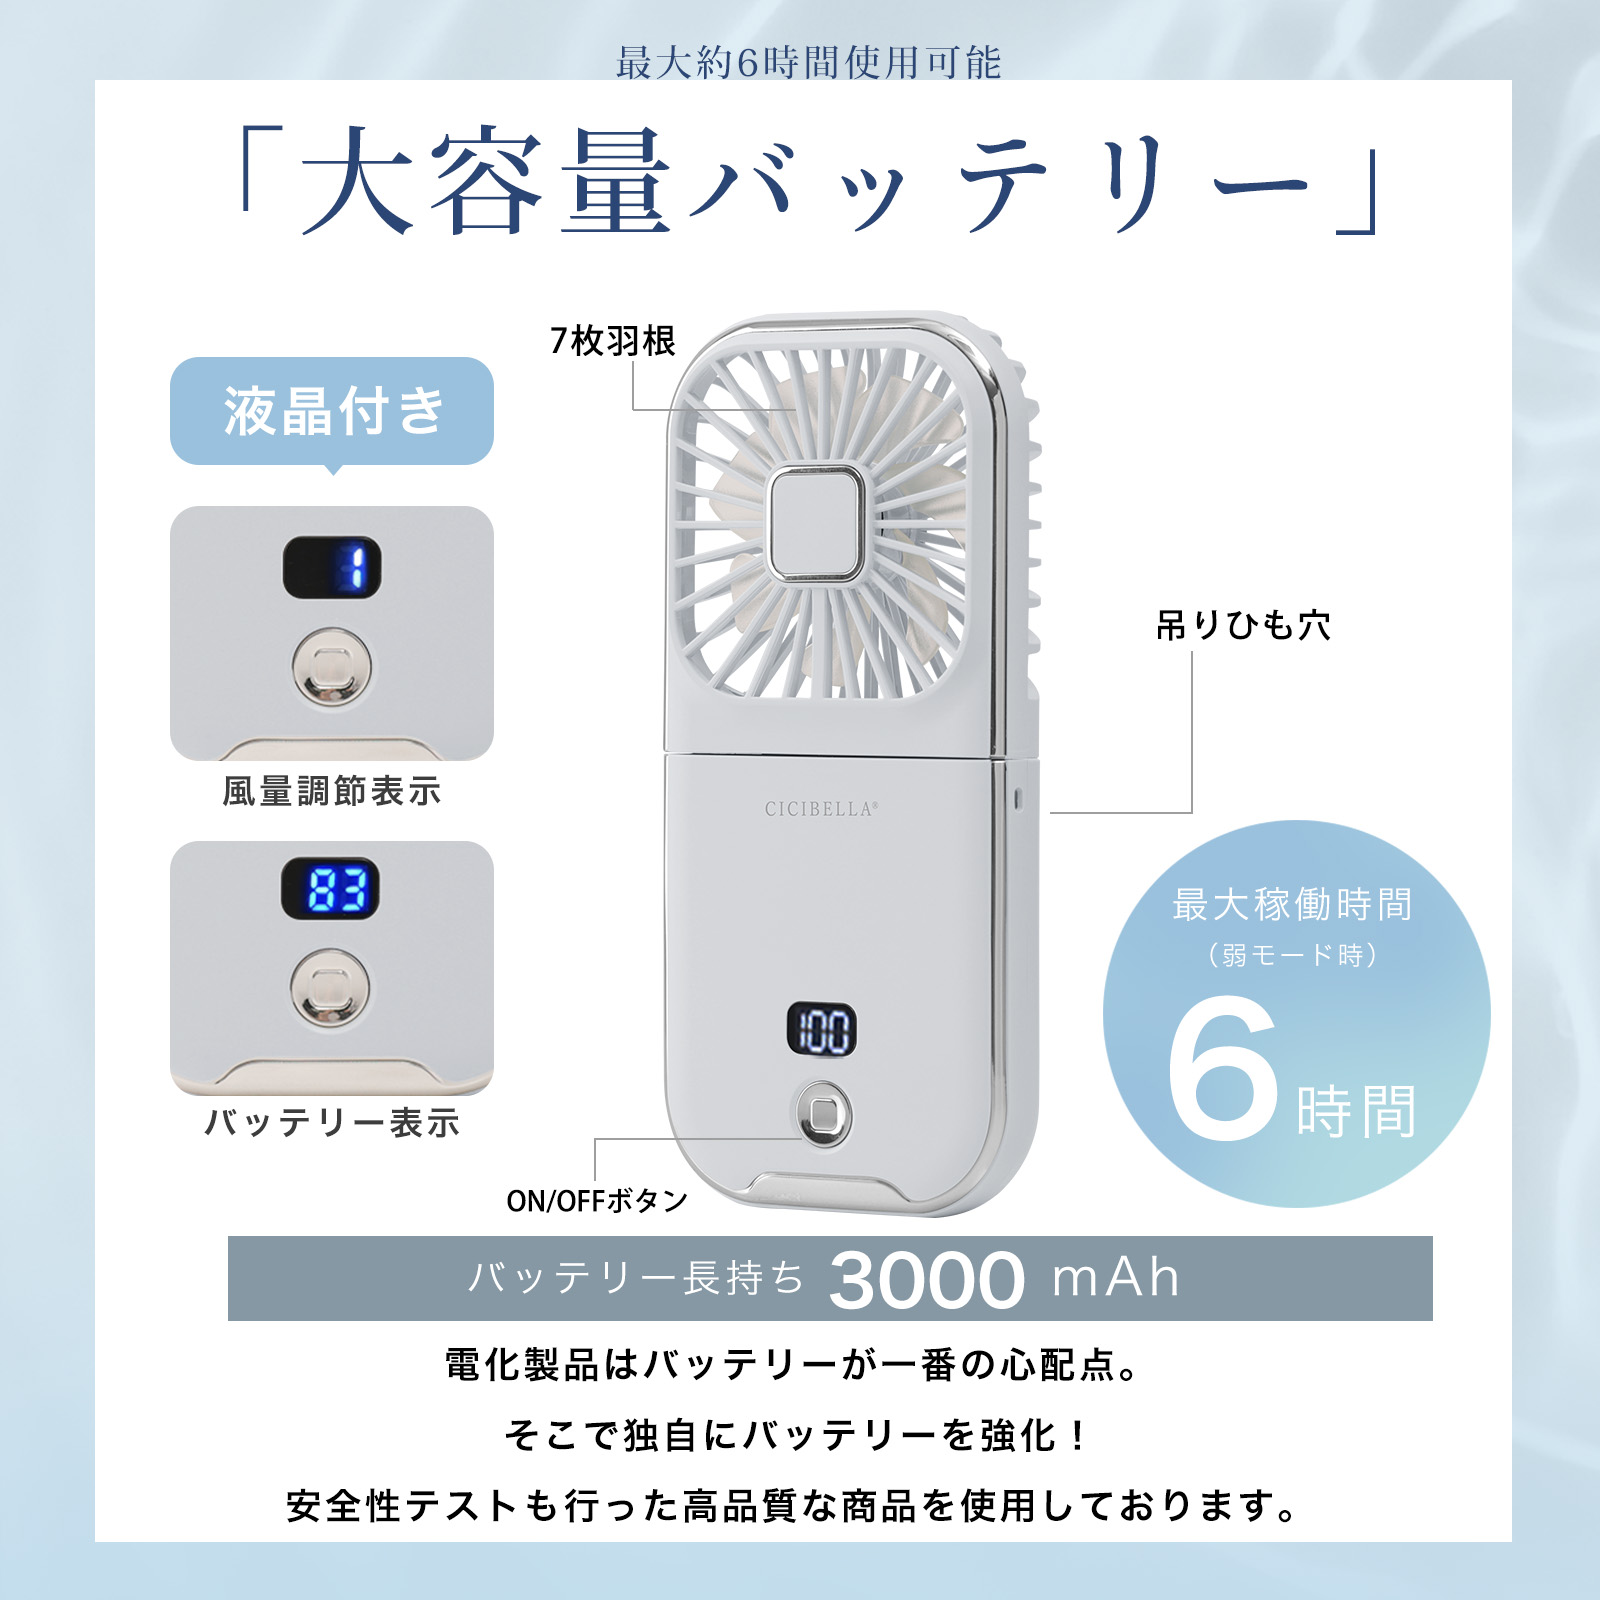 最大約6時間使用可能
「大容量バッテリー」
7枚羽根
液晶付き
1
風量調節表示
83
バッテリー表示
吊りひも穴
CICIBELLA®
100
ON/OFFボタン
最大稼働時間
（弱モード時）
6時間
バッテリー長持ち 3000 mAh
電化製品はバッテリーが一番の心配点。
そこで独自にバッテリーを強化！
安全性テストも行った高品質な商品を使用しております。